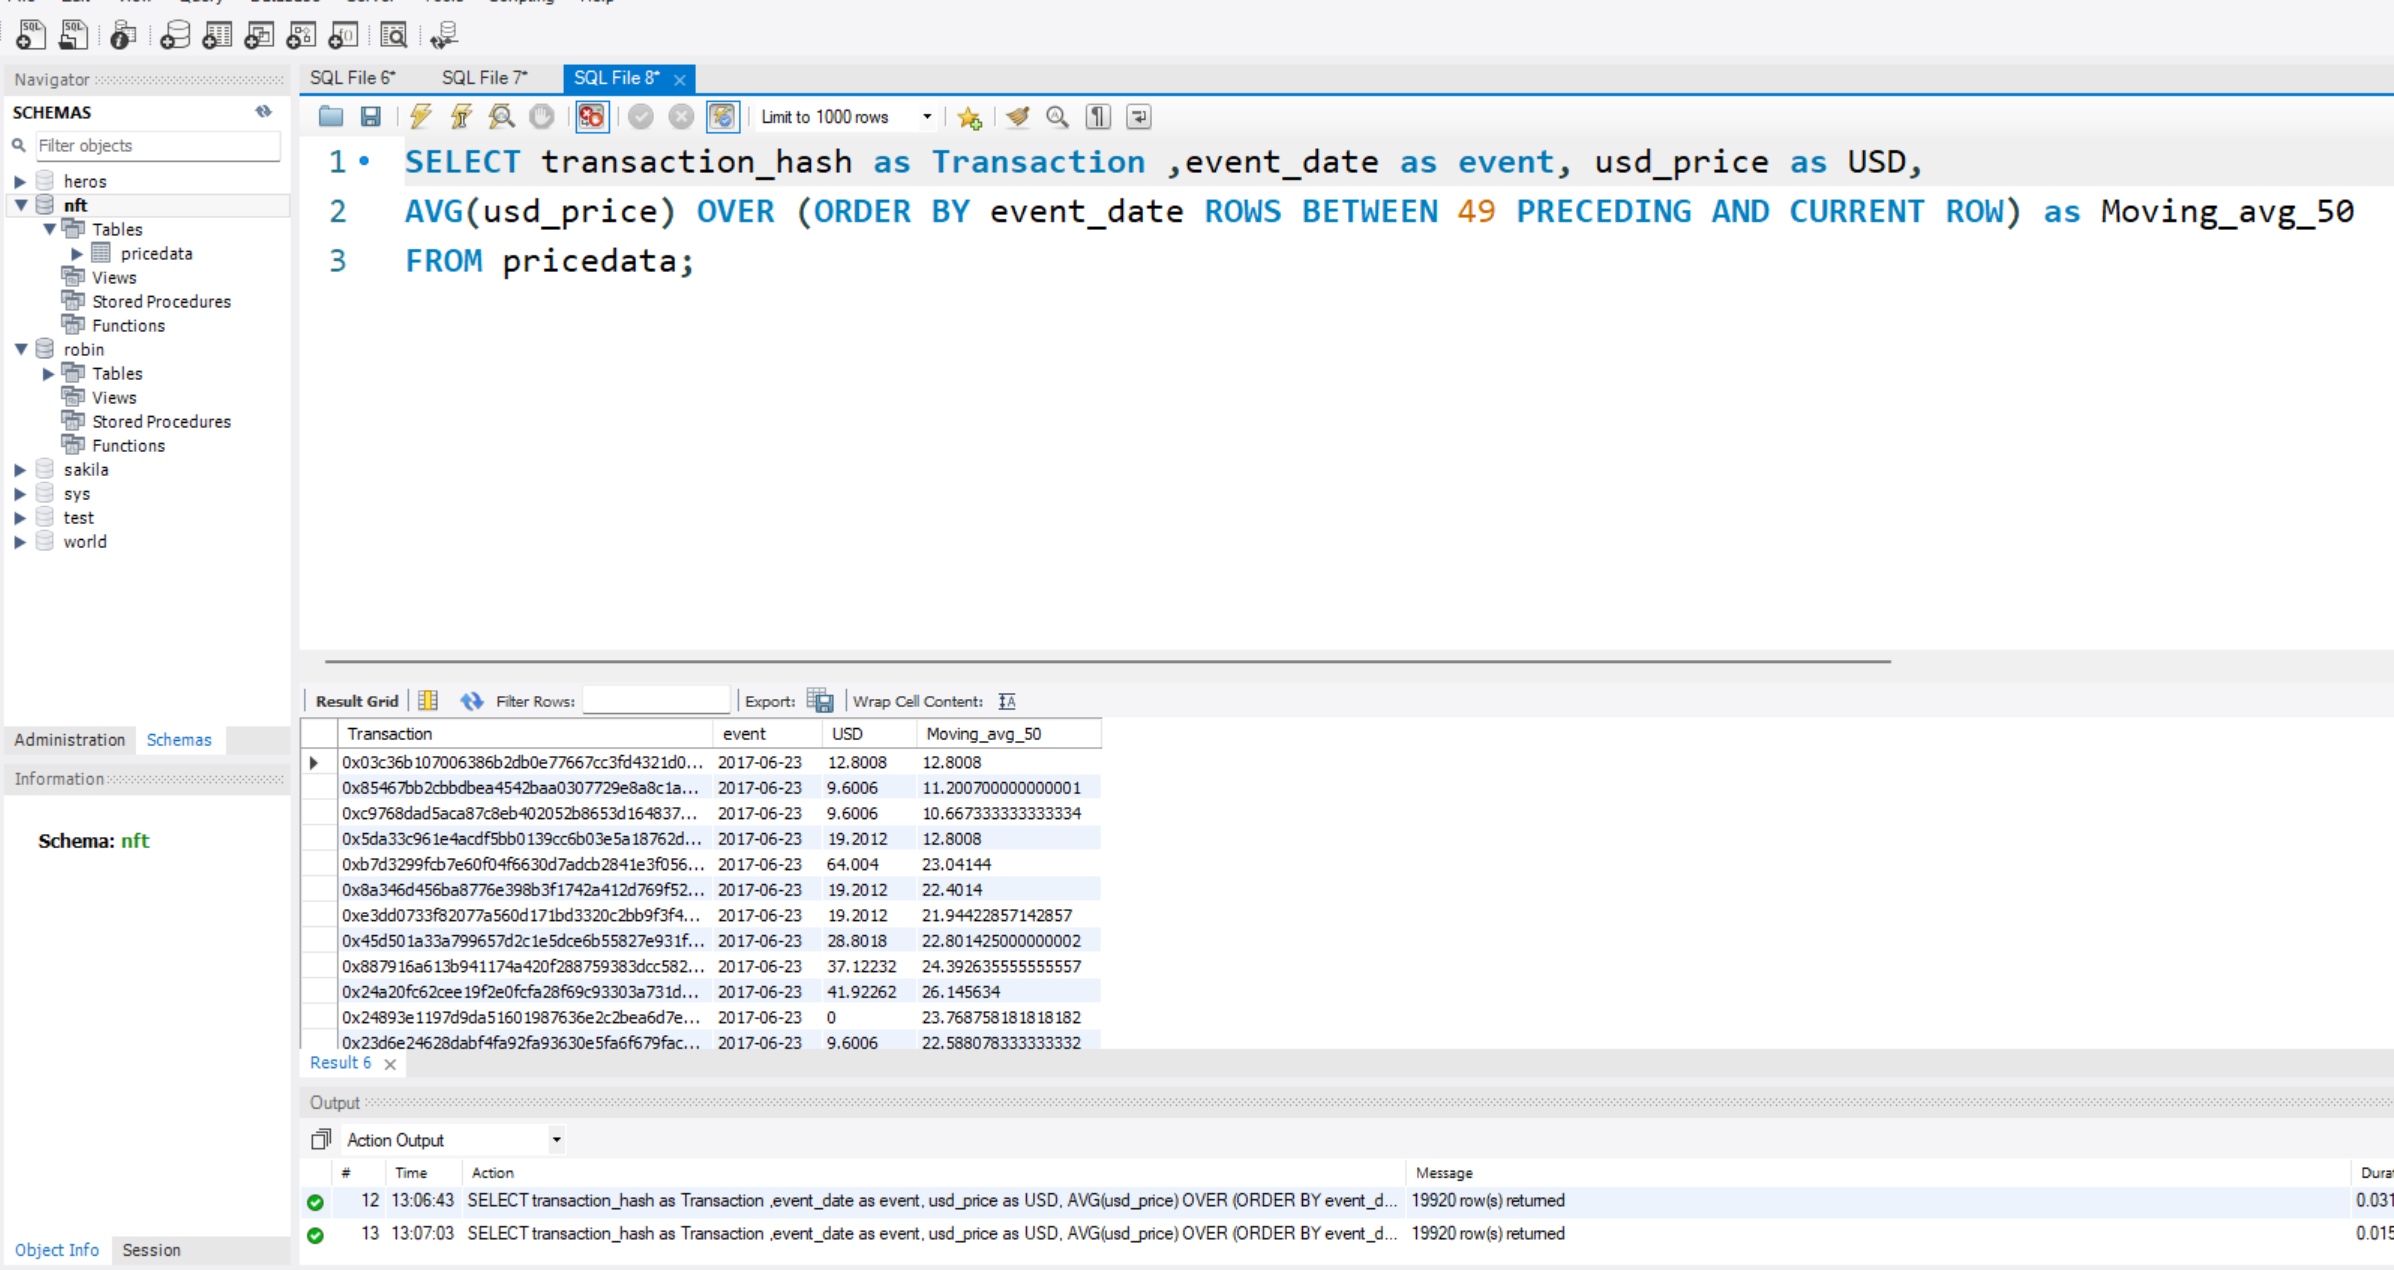 Navigator
SCHEMAS
Filter objects
heros
nft
Tables
pricedata
Views
Stored Procedures
Functions
robin
Tables
Views
Stored Procedures
Functions
sakila
sys
test
world
Administration Schemas
Information
Schema: nft
Object Info Session
SQL File 6* SQL File 7* SQL File 8*
Limit to 1000 rows
1 SELECT transaction_hash as Transaction ,event_date as event, usd_price as USD,
2 AVG(usd_price) OVER (ORDER BY event_date ROWS BETWEEN 49 PRECEDING AND CURRENT ROW) as Moving_avg_50
3 FROM pricedata;
Result Grid Filter Rows: Export: Wrap Cell Content:
Transaction event USD Moving_avg_50
0x03c36b107006386b2db0e77667cc3fd4321d0... 2017-06-23 12.8008 12.8008
0x85467bb2cbbdbea4542baa0307729e8a8c1a... 2017-06-23 9.6006 11.200700000000001
0xc9768dad5aca87c8eb402052b8653d164837... 2017-06-23 9.6006 10.667333333333334
0x5da33c961e4acdf5bb0139cc6b03e5a18762d... 2017-06-23 19.2012 12.8008
0xb7d3299fcb7e60f04f6630d7adcb2841e3f056... 2017-06-23 64.004 23.04144
0x8a346d456ba8776e398b3f1742a412d769f52... 2017-06-23 19.2012 22.4014
0xe3dd0733f82077a560d171bd3320c2bb9f3f4... 2017-06-23 19.2012 21.94422857142857
0x45d501a33a799657d2c1e5dce6b55827e931f... 2017-06-23 28.8018 22.801425000000002
0x887916a613b941174a420f288759383dcc582... 2017-06-23 37.12232 24.392635555555557
0x24a20fc62cee19f2e0fcfa28f69c93303a731d... 2017-06-23 41.92262 26.145634
0x24893e1197d9da51601987636e2c2bea6d7e... 2017-06-23 0 23.768758181818182
0x23d6e24628dabf4fa92fa93630e5fa6f679fac... 2017-06-23 9.6006 22.588078333333332
Result 6
Output
Action Output
# Time Action Message
12 13:06:43 SELECT transaction_hash as Transaction ,event_date as event, usd_price as USD, AVG(usd_price) OVER (ORDER BY event_d... 19920 row(s) returned 0.031
13 13:07:03 SELECT transaction_hash as Transaction ,event_date as event, usd_price as USD, AVG(usd_price) OVER (ORDER BY event_d... 19920 row(s) returned 0.015